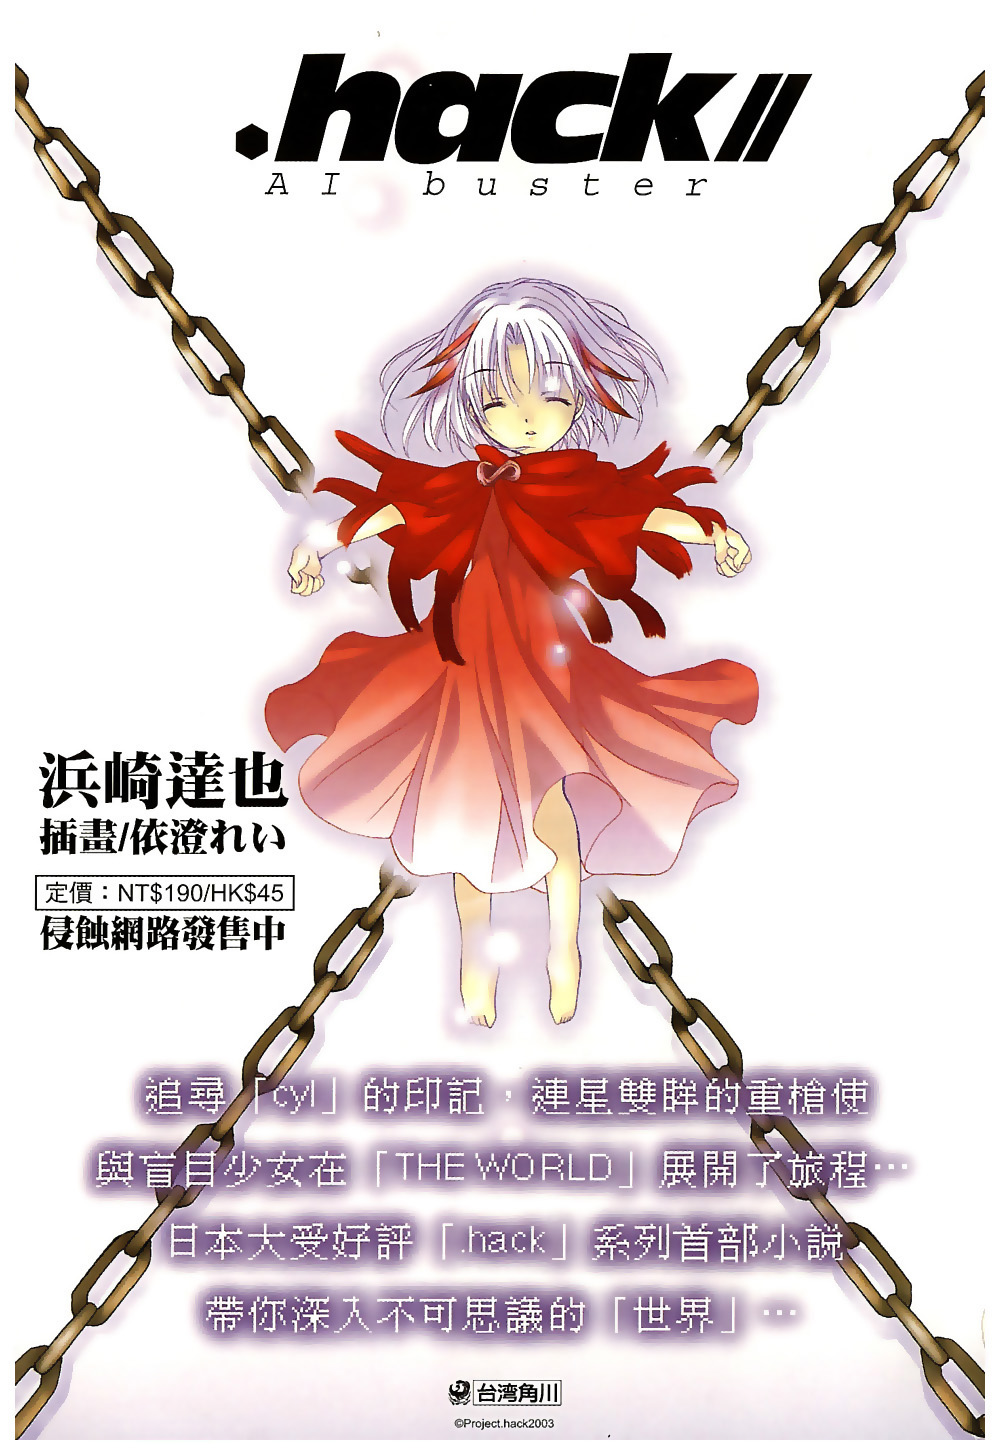 .hack//
AI buster
浜崎達也
插畫/依澄れい
定價：NT$190/HK$45
侵蝕網路發售中
追尋「cyl」的印記，連星雙眸的重槍使
與盲目少女在「THE WORLD」展開了旅程…
日本大受好評「.hack」系列首部小說
帶你深入不可思議的「世界」…
台湾角川
©Project.hack2003